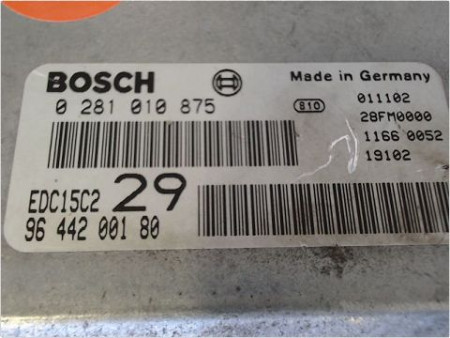 BOSCH
Made in Germany
0 281 010 875
810
011102
28FM0000
1166 0052
19102
EDC15C2 29
96 442 001 80